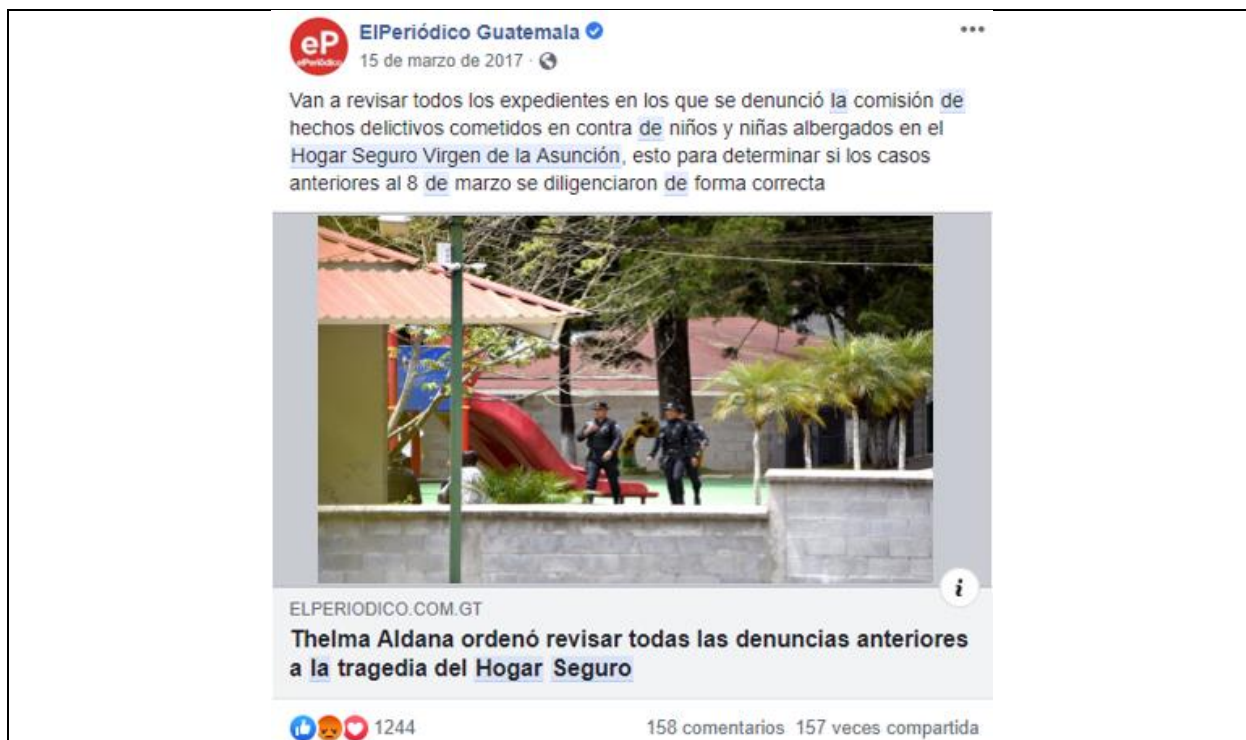 eP
elPeriódico
ElPeriódico Guatemala
15 de marzo de 2017 ·
Van a revisar todos los expedientes en los que se denunció la comisión de
hechos delictivos cometidos en contra de niños y niñas albergados en el
Hogar Seguro Virgen de la Asunción, esto para determinar si los casos
anteriores al 8 de marzo se diligenciaron de forma correcta
ELPERIODICO.COM.GT
Thelma Aldana ordenó revisar todas las denuncias anteriores
a la tragedia del Hogar Seguro
1244
158 comentarios 157 veces compartida